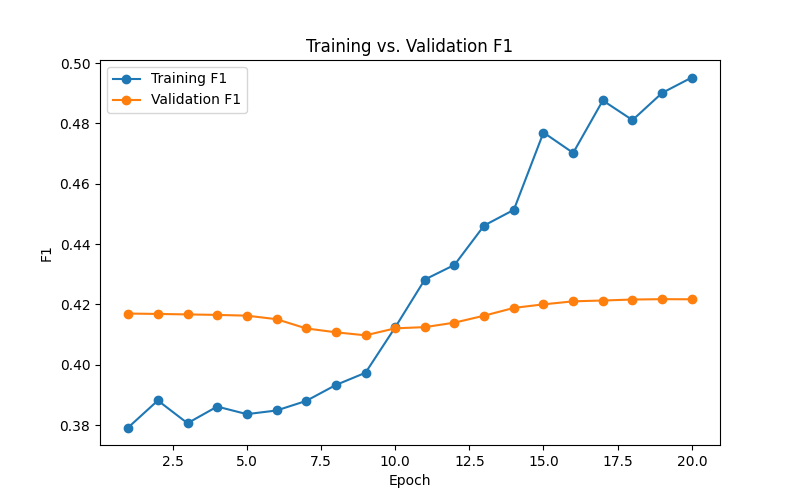 Training vs. Validation F1
Training F1
Validation F1
0.50
0.48
0.46
0.44
0.42
0.40
0.38
F1
2.5 5.0 7.5 10.0 12.5 15.0 17.5 20.0
Epoch